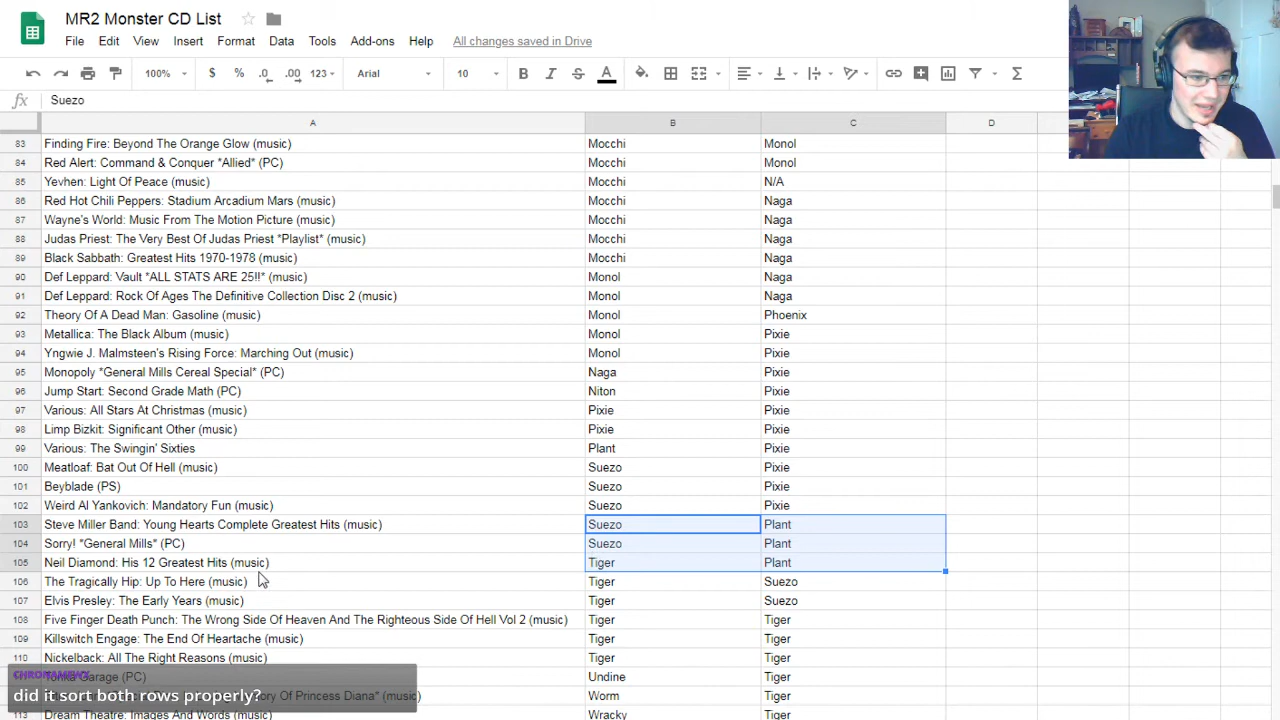 MR2 Monster CD List
File Edit View Insert Format Data Tools Add-ons Help All changes saved in Drive
100% $ % .0 .00 123 Arial 10 B I S A
fx Suezo
A B C D
83 Finding Fire: Beyond The Orange Glow (music) Mocchi Monol
84 Red Alert: Command & Conquer *Allied* (PC) Mocchi Monol
85 Yevhen: Light Of Peace (music) Mocchi N/A
86 Red Hot Chili Peppers: Stadium Arcadium Mars (music) Mocchi Naga
87 Wayne's World: Music From The Motion Picture (music) Mocchi Naga
88 Judas Priest: The Very Best Of Judas Priest *Playlist* (music) Mocchi Naga
89 Black Sabbath: Greatest Hits 1970-1978 (music) Mocchi Naga
90 Def Leppard: Vault *ALL STATS ARE 25!!* (music) Monol Naga
91 Def Leppard: Rock Of Ages The Definitive Collection Disc 2 (music) Monol Naga
92 Theory Of A Dead Man: Gasoline (music) Monol Phoenix
93 Metallica: The Black Album (music) Monol Pixie
94 Yngwie J. Malmsteen's Rising Force: Marching Out (music) Monol Pixie
95 Monopoly *General Mills Cereal Special* (PC) Naga Pixie
96 Jump Start: Second Grade Math (PC) Niton Pixie
97 Various: All Stars At Christmas (music) Pixie Pixie
98 Limp Bizkit: Significant Other (music) Pixie Pixie
99 Various: The Swingin' Sixties Plant Pixie
100 Meatloaf: Bat Out Of Hell (music) Suezo Pixie
101 Beyblade (PS) Suezo Pixie
102 Weird Al Yankovich: Mandatory Fun (music) Suezo Pixie
103 Steve Miller Band: Young Hearts Complete Greatest Hits (music) Suezo Plant
104 Sorry! *General Mills* (PC) Suezo Plant
105 Neil Diamond: His 12 Greatest Hits (music) Tiger Plant
106 The Tragically Hip: Up To Here (music) Tiger Suezo
107 Elvis Presley: The Early Years (music) Tiger Suezo
108 Five Finger Death Punch: The Wrong Side Of Heaven And The Righteous Side Of Hell Vol 2 (music) Tiger Tiger
109 Killswitch Engage: The End Of Heartache (music) Tiger Tiger
110 Nickelback: All The Right Reasons (music) Tiger Tiger
Tonka Garage (PC) Undine Tiger
ory Of Princess Diana* (music) Worm Tiger
113 Dream Theatre: Images And Words (music) Wracky Tiger
did it sort both rows properly?